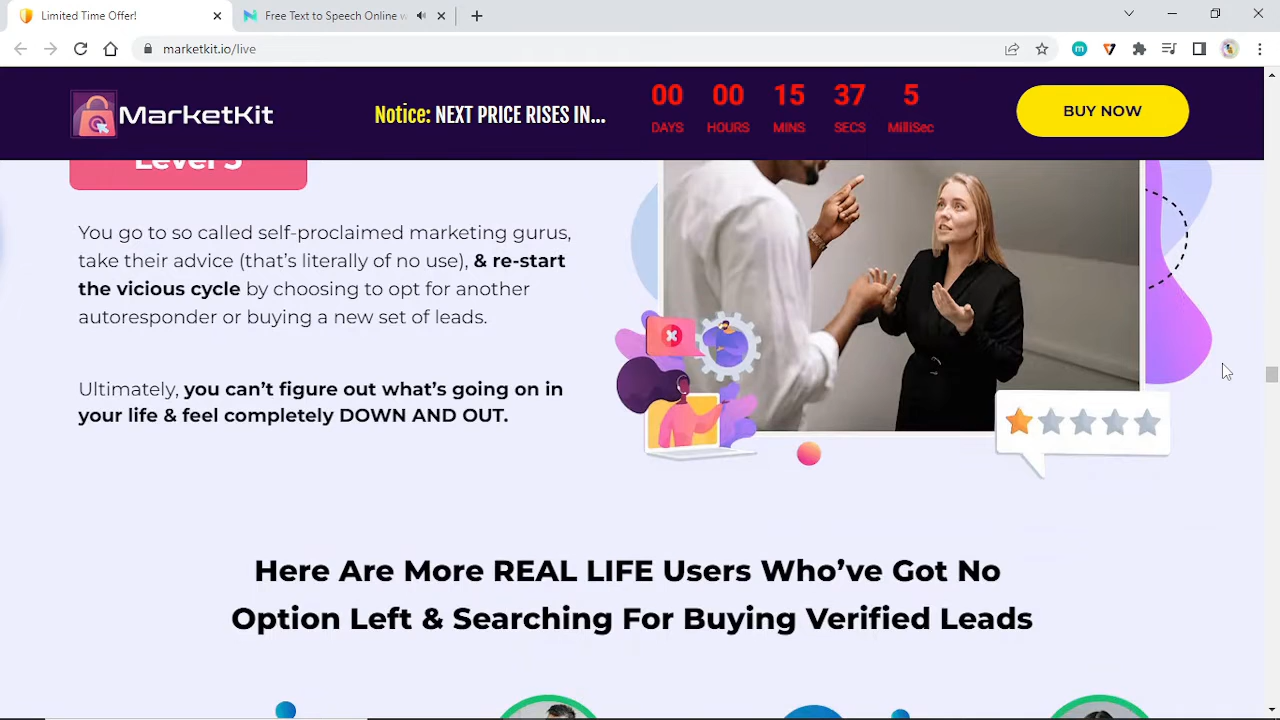 Limited Time Offer!
Free Text to Speech Online
marketkit.io/live
MarketKit
Notice: NEXT PRICE RISES IN...
00 00 15 37 5
DAYS HOURS MINS SECS MilliSec
BUY NOW
Level 5
You go to so called self-proclaimed marketing gurus,
take their advice (that’s literally of no use), & re-start
the vicious cycle by choosing to opt for another
autoresponder or buying a new set of leads.
Ultimately, you can’t figure out what’s going on in
your life & feel completely DOWN AND OUT.
Here Are More REAL LIFE Users Who’ve Got No
Option Left & Searching For Buying Verified Leads